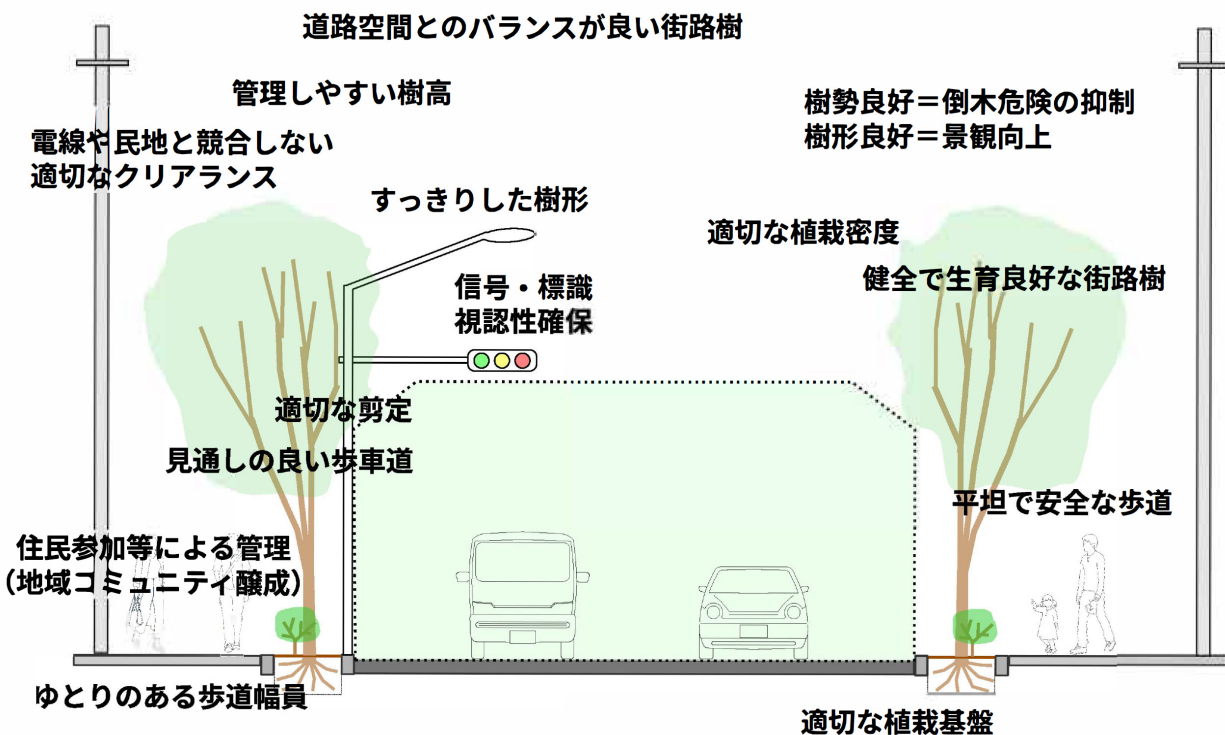 道路空間とのバランスが良い街路樹
管理しやすい樹高
樹勢良好＝倒木危険の抑制
樹形良好＝景観向上
電線や民地と競合しない
適切なクリアランス
すっきりした樹形
適切な植栽密度
健全で生育良好な街路樹
信号・標識
視認性確保
適切な剪定
見通しの良い歩車道
平坦で安全な歩道
住民参加等による管理
（地域コミュニティ醸成）
ゆとりのある歩道幅員
適切な植栽基盤